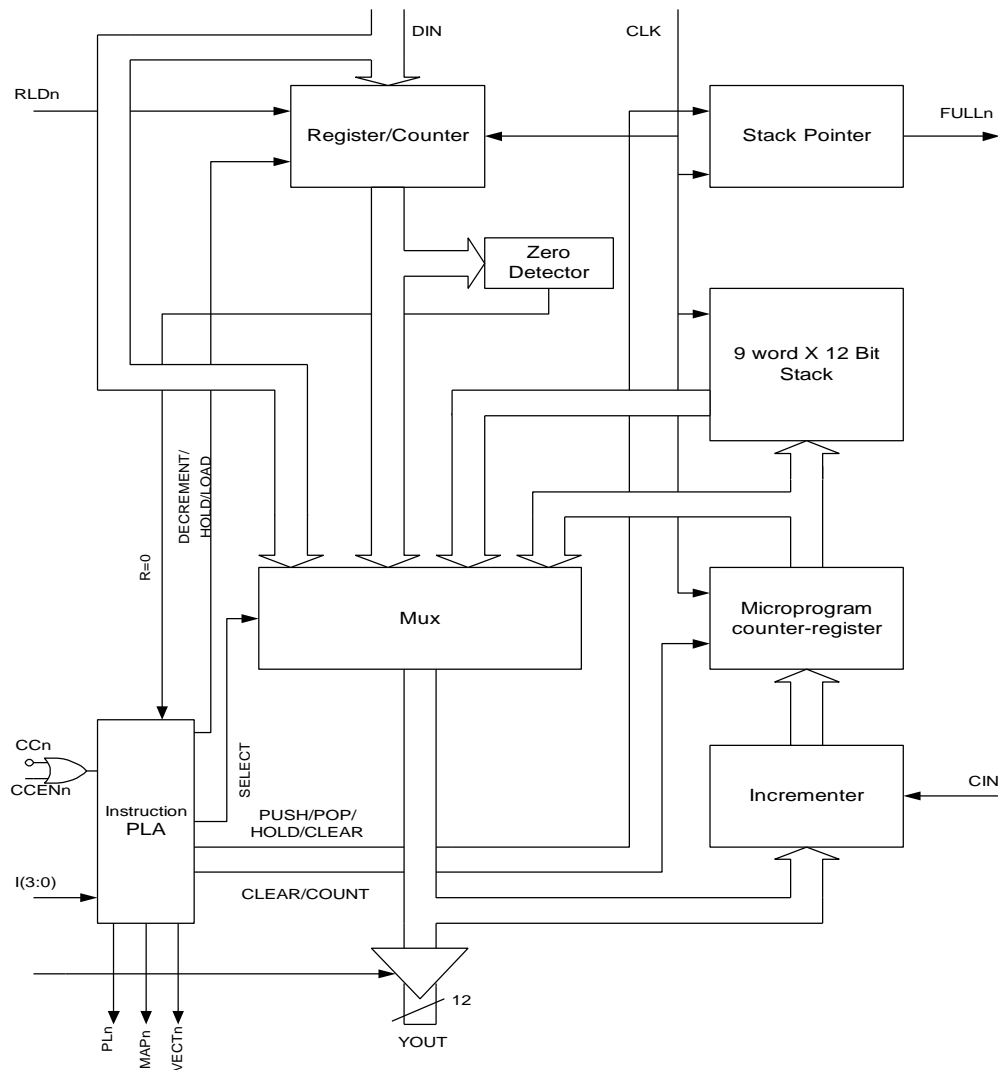 DIN
CLK
RLDn
Register/Counter
Stack Pointer
FULLn
Zero
Detector
9 word X 12 Bit
Stack
DECREMENT/
HOLD/LOAD
R=0
Mux
Microprogram
counter-register
SELECT
CCn
CCENn
Instruction
PLA
PUSH/POP/
HOLD/CLEAR
Incrementer
CIN
I(3:0)
CLEAR/COUNT
12
PLn
MAPn
VECTn
YOUT